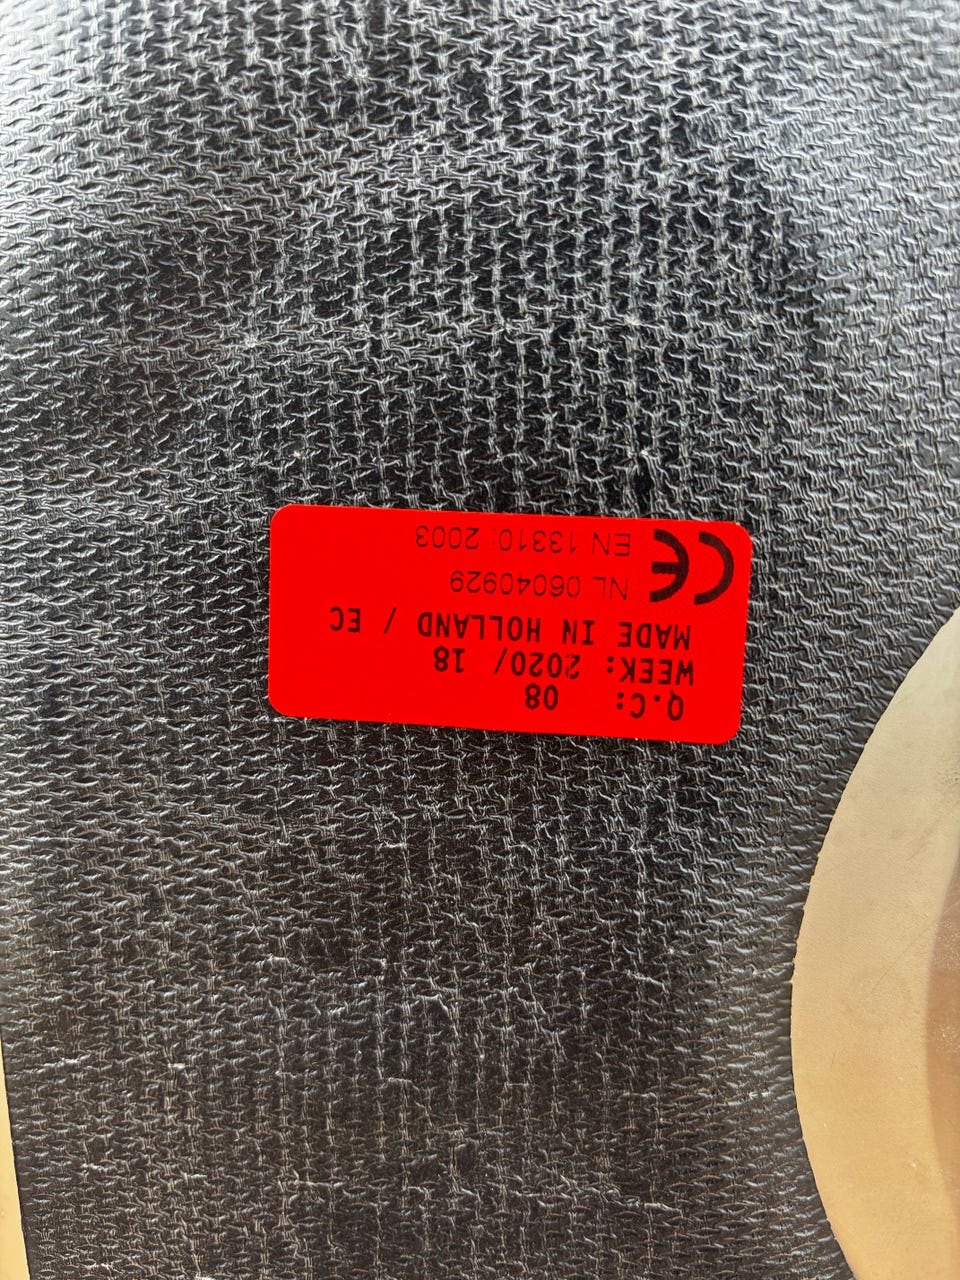 Q.C: 08
WEEK: 2020/ 18
MADE IN HOLLAND / EC
NL 06040929
CE EN 13310: 2003